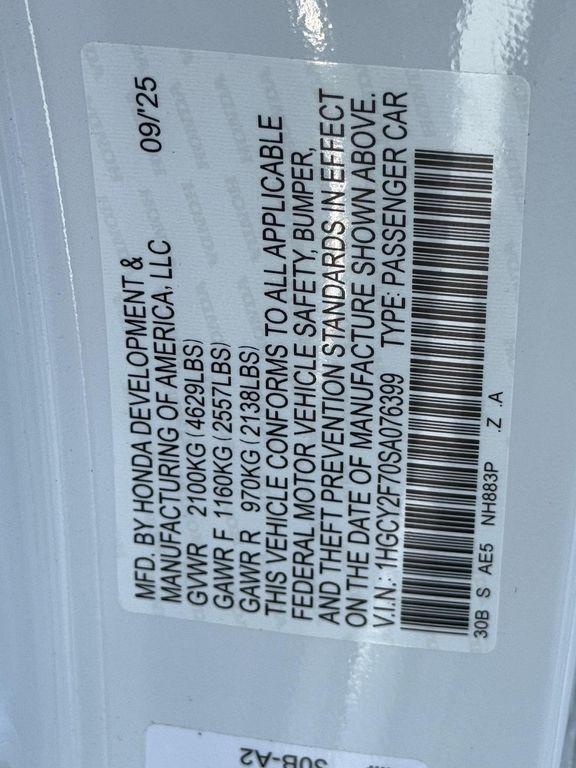 MFD. BY HONDA DEVELOPMENT & 09/'25
MANUFACTURING OF AMERICA, LLC
GVWR 2100KG (4629LBS)
GAWR F 1160KG (2557LBS)
GAWR R 970KG (2138LBS)
THIS VEHICLE CONFORMS TO ALL APPLICABLE
FEDERAL MOTOR VEHICLE SAFETY, BUMPER,
AND THEFT PREVENTION STANDARDS IN EFFECT
ON THE DATE OF MANUFACTURE SHOWN ABOVE.
V.I.N.: 1HGCY2F70SA076399 TYPE: PASSENGER CAR
30B S AE5 NH883P .Z .A
30B-A2